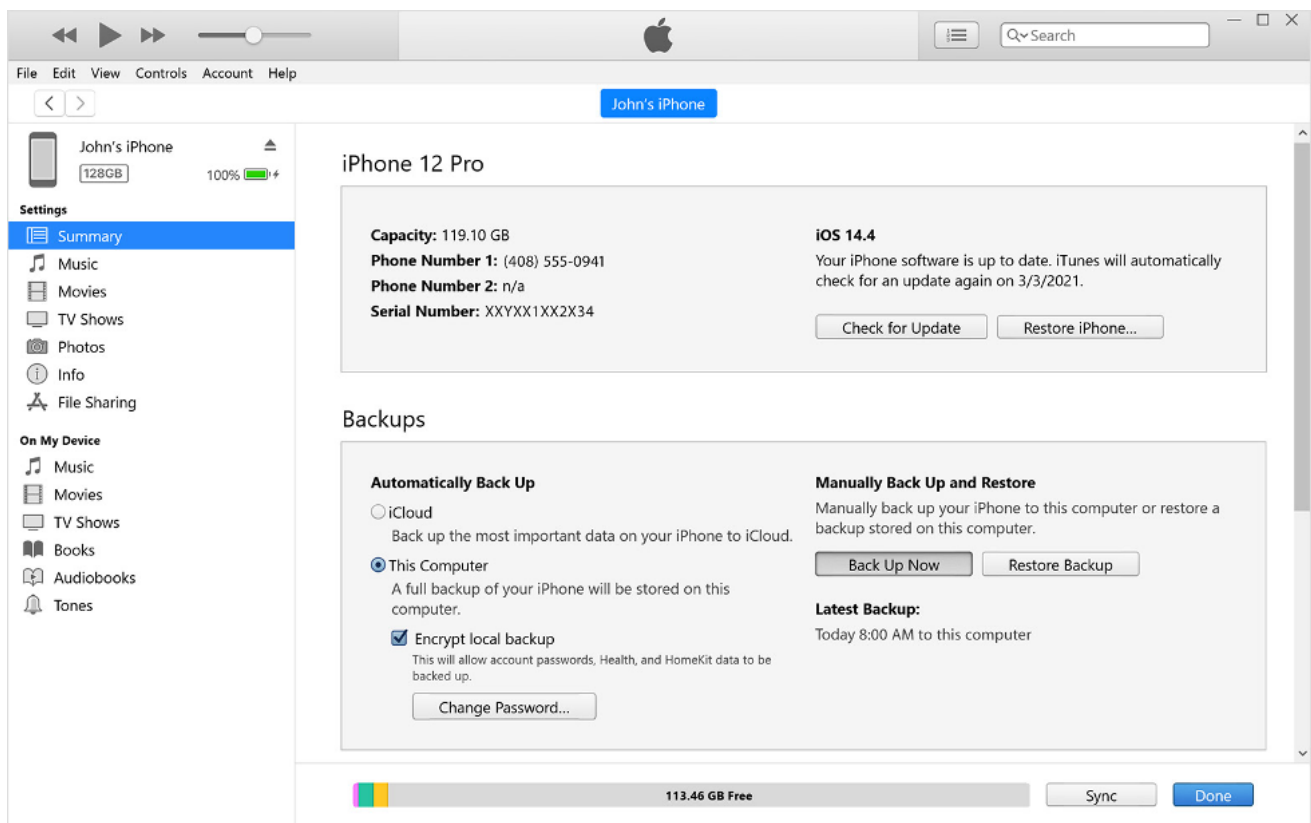 Search
File Edit View Controls Account Help
John's iPhone
John's iPhone
128GB 100%
Settings
Summary
Music
Movies
TV Shows
Photos
Info
File Sharing
On My Device
Music
Movies
TV Shows
Books
Audiobooks
Tones
iPhone 12 Pro
Capacity: 119.10 GB
Phone Number 1: (408) 555-0941
Phone Number 2: n/a
Serial Number: XXYXX1XX2X34
iOS 14.4
Your iPhone software is up to date. iTunes will automatically
check for an update again on 3/3/2021.
Check for Update Restore iPhone...
Backups
Automatically Back Up
iCloud
Back up the most important data on your iPhone to iCloud.
This Computer
A full backup of your iPhone will be stored on this
computer.
Encrypt local backup
This will allow account passwords, Health, and HomeKit data to be
backed up.
Change Password...
Manually Back Up and Restore
Manually back up your iPhone to this computer or restore a
backup stored on this computer.
Back Up Now Restore Backup
Latest Backup:
Today 8:00 AM to this computer
113.46 GB Free Sync Done